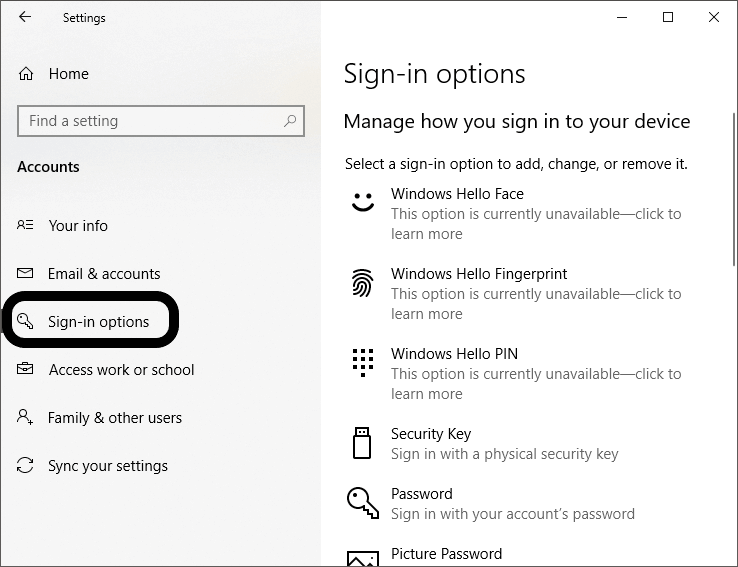 Settings
Home
Find a setting
Accounts
Your info
Email & accounts
Sign-in options
Access work or school
Family & other users
Sync your settings
Sign-in options
Manage how you sign in to your device
Select a sign-in option to add, change, or remove it.
Windows Hello Face
This option is currently unavailable—click to
learn more
Windows Hello Fingerprint
This option is currently unavailable—click to
learn more
Windows Hello PIN
This option is currently unavailable—click to
learn more
Security Key
Sign in with a physical security key
Password
Sign in with your account’s password
Picture Password